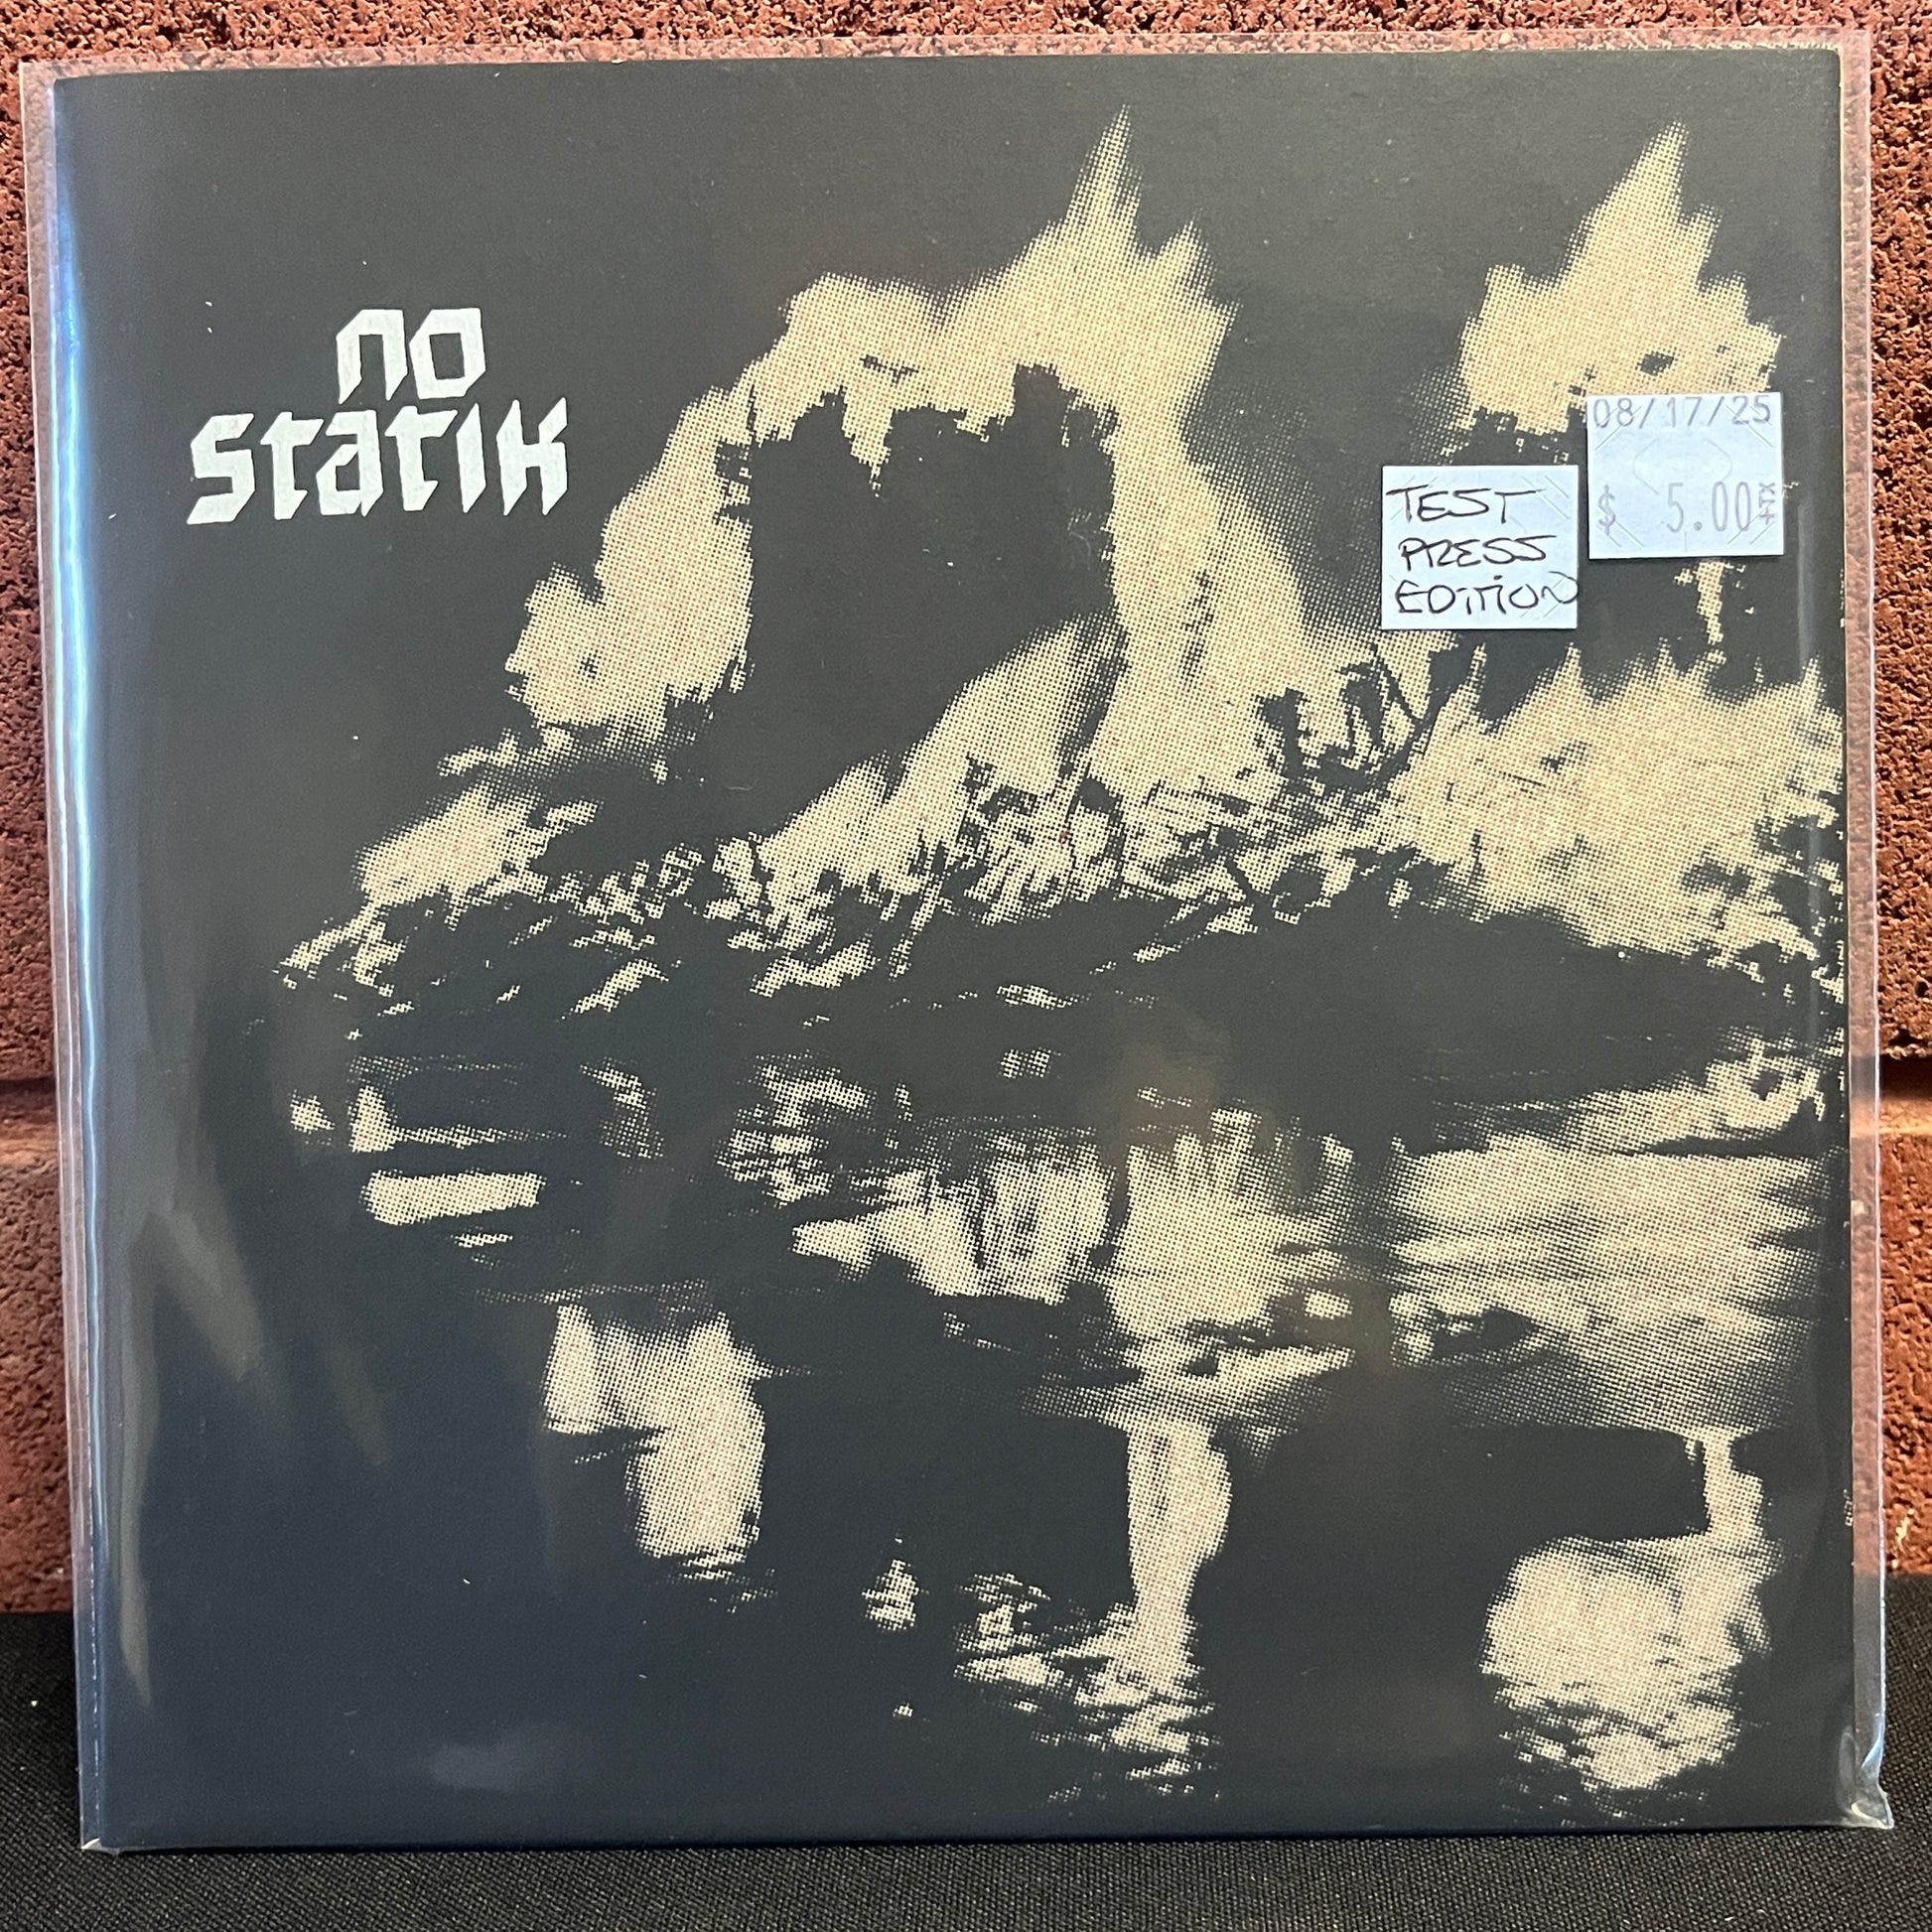 no
statik
08/17/25
$ 5.00
TEST
PRESS
EDITION